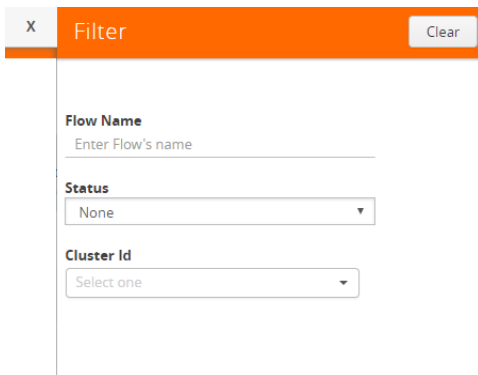 X
Filter
Clear
Flow Name
Enter Flow's name
Status
None
Cluster Id
Select one